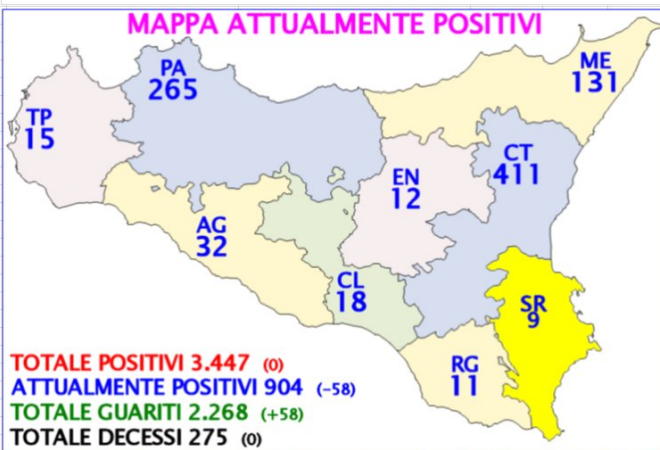 MAPPA ATTUALMENTE POSITIVI
ME
131
PA
265
TP
15
CT
411
EN
12
AG
32
CL
18
SR
9
RG
11
TOTALE POSITIVI 3.447 (0)
ATTUALMENTE POSITIVI 904 (-58)
TOTALE GUARITI 2.268 (+58)
TOTALE DECESSI 275 (0)